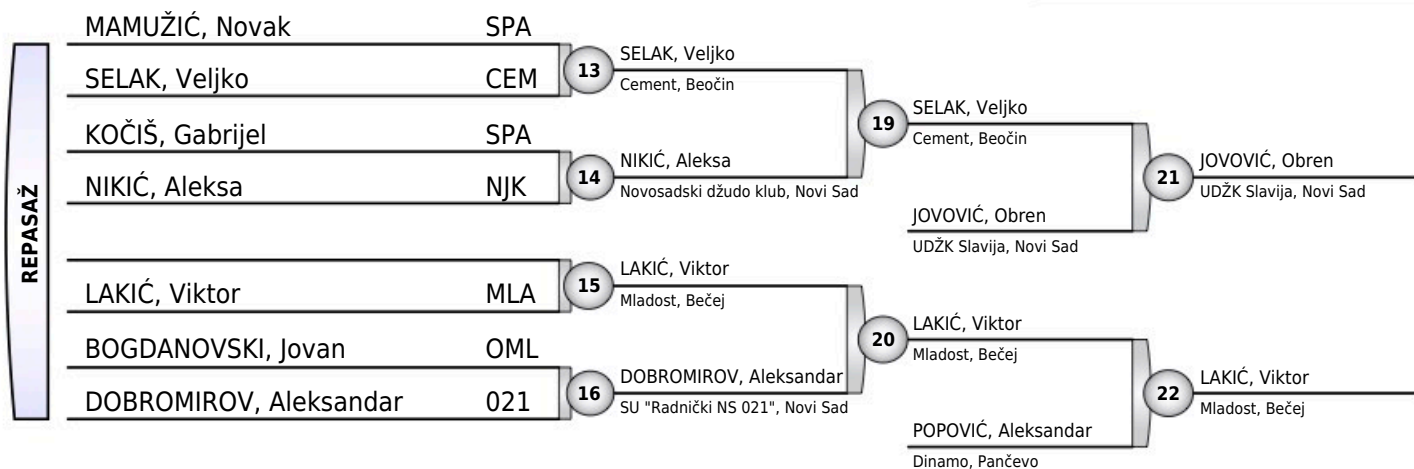 REPASAŽ
MAMUŽIĆ, Novak SPA
SELAK, Veljko CEM
KOČIŠ, Gabrijel SPA
NIKIĆ, Aleksa NJK
LAKIĆ, Viktor MLA
BOGDANOVSKI, Jovan OML
DOBROMIROV, Aleksandar 021
13
SELAK, Veljko
Cement, Beočin
14
NIKIĆ, Aleksa
Novosadski džudo klub, Novi Sad
15
LAKIĆ, Viktor
Mladost, Bečej
16
DOBROMIROV, Aleksandar
SU "Radnički NS 021", Novi Sad
19
SELAK, Veljko
Cement, Beočin
JOVOVIĆ, Obren
UDŽK Slavija, Novi Sad
20
LAKIĆ, Viktor
Mladost, Bečej
POPOVIĆ, Aleksandar
Dinamo, Pančevo
21
JOVOVIĆ, Obren
UDŽK Slavija, Novi Sad
22
LAKIĆ, Viktor
Mladost, Bečej